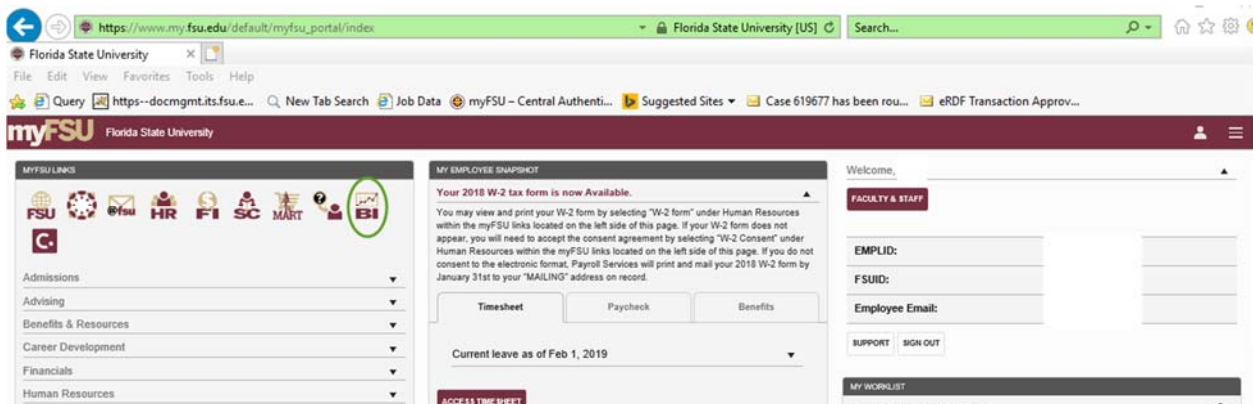 https://www.my.fsu.edu/default/myfsu_portal/index
Florida State University [US]
Search...
Florida State University
File Edit View Favorites Tools Help
Query https--docmgmt.its.fsu.e... New Tab Search Job Data myFSU – Central Authenti... Suggested Sites Case 619677 has been rou... eRDF Transaction Approv...
myFSU Florida State University
MYFSU LINKS
FSU @fsu HR FI SC MART BI
C.
Admissions
Advising
Benefits & Resources
Career Development
Financials
Human Resources
MY EMPLOYEE SNAPSHOT
Your 2018 W-2 tax form is now Available.
You may view and print your W-2 form by selecting "W-2 form" under Human Resources
within the myFSU links located on the left side of this page. If your W-2 form does not
appear, you will need to accept the consent agreement by selecting "W-2 Consent" under
Human Resources within the myFSU links located on the left side of this page. If you do not
consent to the electronic format, Payroll Services will print and mail your 2018 W-2 form by
January 31st to your "MAILING" address on record.
Timesheet Paycheck Benefits
Current leave as of Feb 1, 2019
ACCESS TIMESHEET
Welcome,
FACULTY & STAFF
EMPLID:
FSUID:
Employee Email:
SUPPORT SIGN OUT
MY WORKLIST